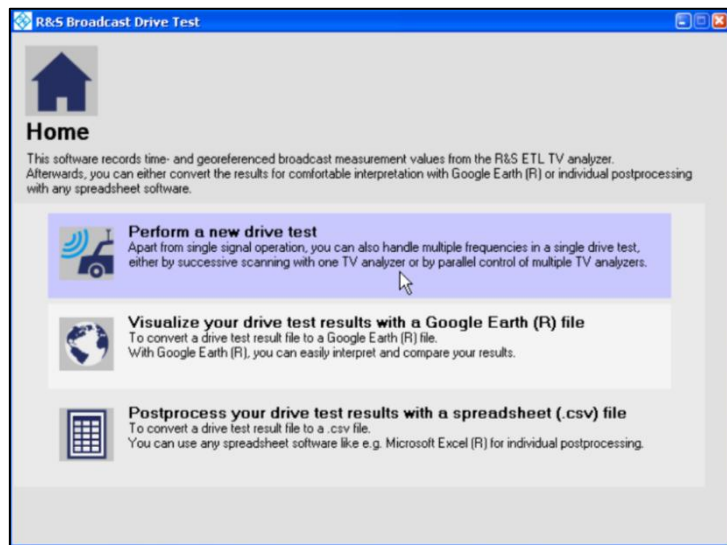 R&S Broadcast Drive Test
Home
This software records time- and georeferenced broadcast measurement values from the R&S ETL TV analyzer.
Afterwards, you can either convert the results for comfortable interpretation with Google Earth (R) or individual postprocessing
with any spreadsheet software.
Perform a new drive test
Apart from single signal operation, you can also handle multiple frequencies in a single drive test,
either by successive scanning with one TV analyzer or by parallel control of multiple TV analyzers.
Visualize your drive test results with a Google Earth (R) file
To convert a drive test result file to a Google Earth (R) file.
With Google Earth (R), you can easily interpret and compare your results.
Postprocess your drive test results with a spreadsheet (.csv) file
To convert a drive test result file to a .csv file.
You can use any spreadsheet software like e.g. Microsoft Excel (R) for individual postprocessing.